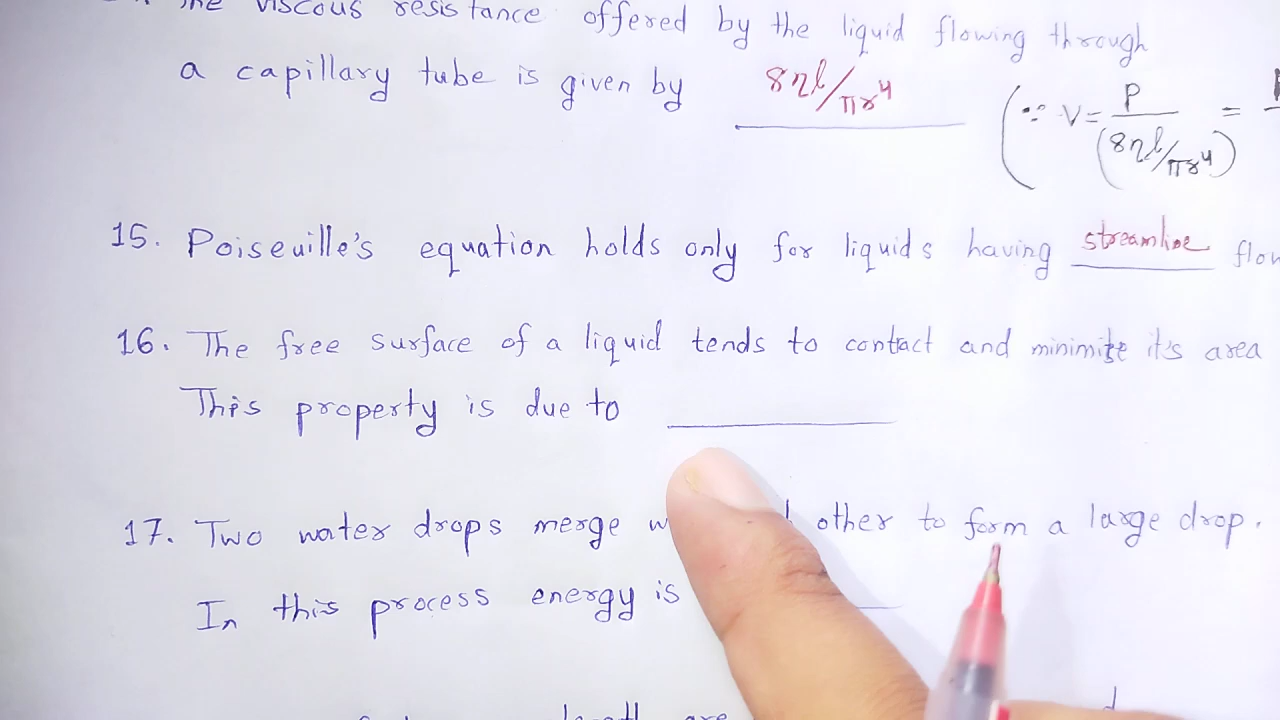 The viscous resistance offered by the liquid flowing through
a capillary tube is given by 8ηl/πr⁴ (∵ V = P/(8ηl/πr⁴) =
15. Poiseuille's equation holds only for liquids having streamline
16. The free surface of a liquid tends to contact and minimize it's area
This property is due to
17. Two water drops merge other to form a large drop.
In this process energy is